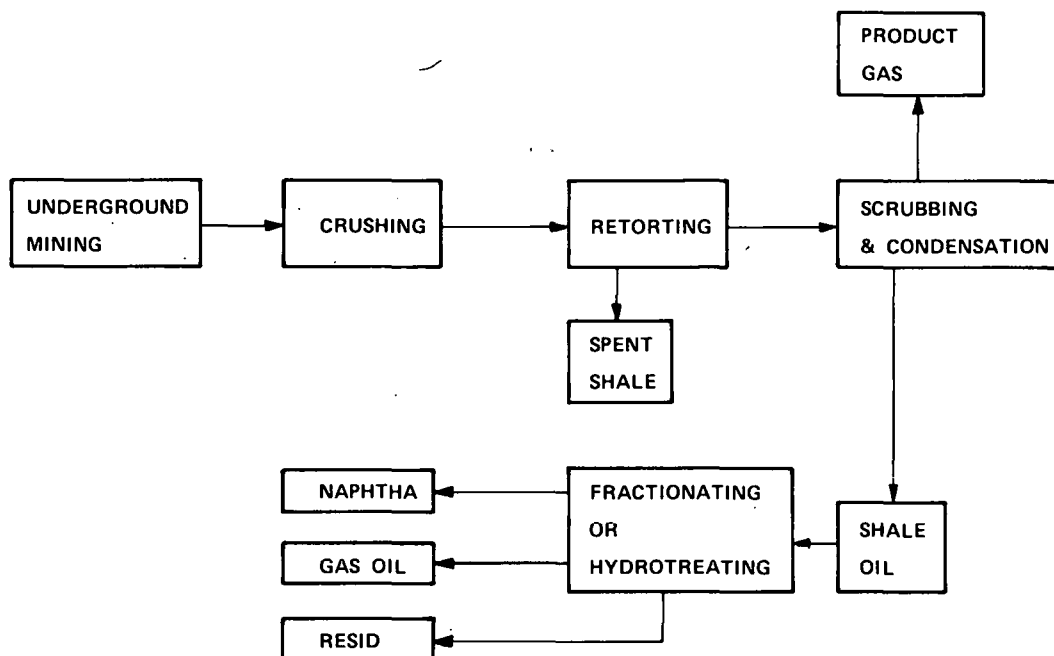 PRODUCT
GAS
UNDERGROUND
MINING
CRUSHING
RETORTING
SCRUBBING
& CONDENSATION
SPENT
SHALE
NAPHTHA
GAS OIL
RESID
FRACTIONATING
OR
HYDROTREATING
SHALE
OIL